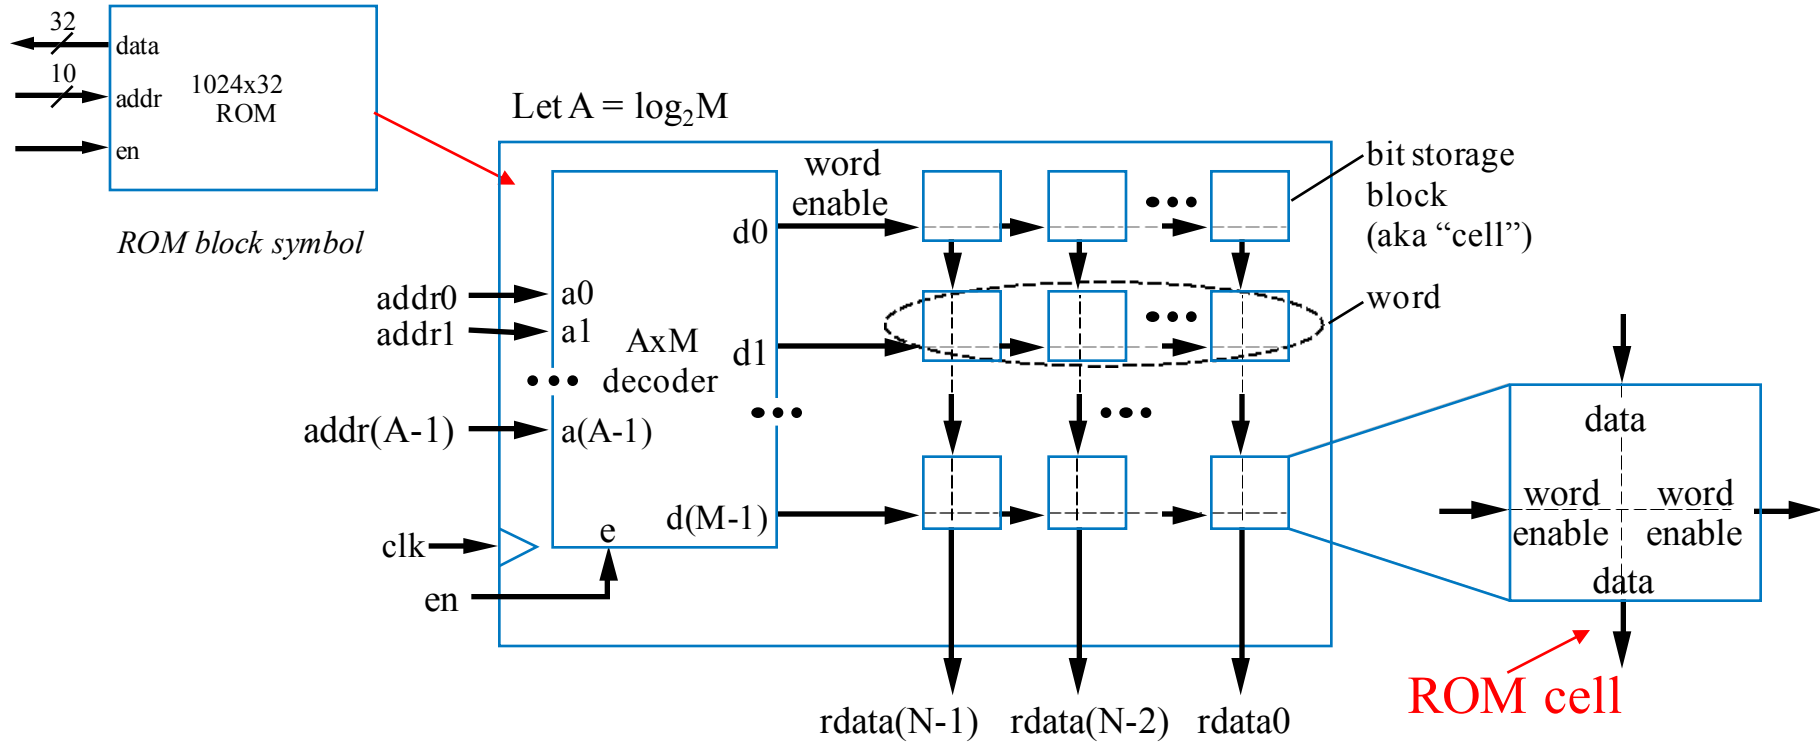 32
data
10
addr
1024x32
ROM
en
ROM block symbol
Let A = log₂M
word
enable
bit storage
block
(aka “cell”)
d0
addr0
a0
addr1
a1
AxM
decoder
d1
word
addr(A-1)
a(A-1)
d(M-1)
clk
e
en
data
word
enable
word
enable
data
ROM cell
rdata(N-1)
rdata(N-2)
rdata0